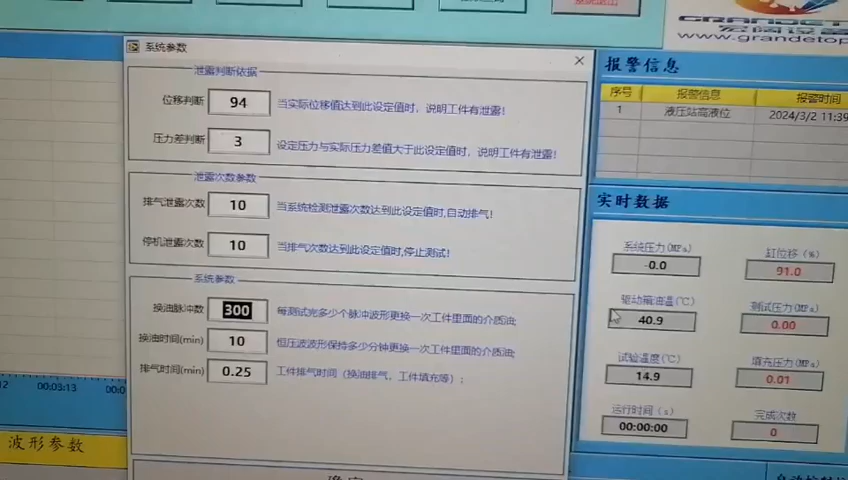 系统退出
GRANDETOP
宏阔设备
www.grandetop
系统参数
泄露判断依据
位移判断 94 当实际位移值达到此设定值时，说明工件有泄露！
压力差判断 3 设定压力与实际压力差值大于此设定值时，说明工件有泄露！
泄露次数参数
排气泄露次数 10 当系统检测泄露次数达到此设定值时,自动排气！
停机泄露次数 10 当排气次数达到此设定值时,停止测试！
系统参数
换油脉冲数 300 每测试完多少个脉冲波形更换一次工件里面的介质油;
换油时间(min) 10 恒压波波形保持多少分钟更换一次工件里面的介质油;
排气时间(min) 0.25 工件排气时间（换油排气、工件填充等）；
报警信息
序号 报警信息 报警时间
1 液压站高液位 2024/3/2 11:39
实时数据
系统压力(MPa) 缸位移（%）
-0.0 91.0
驱动箱油温(℃) 测试压力(MPa)
40.9 0.00
试验温度(℃) 填充压力(MPa)
14.9 0.01
运行时间（s） 完成次数
00:00:00 0
00:03:13
波形参数